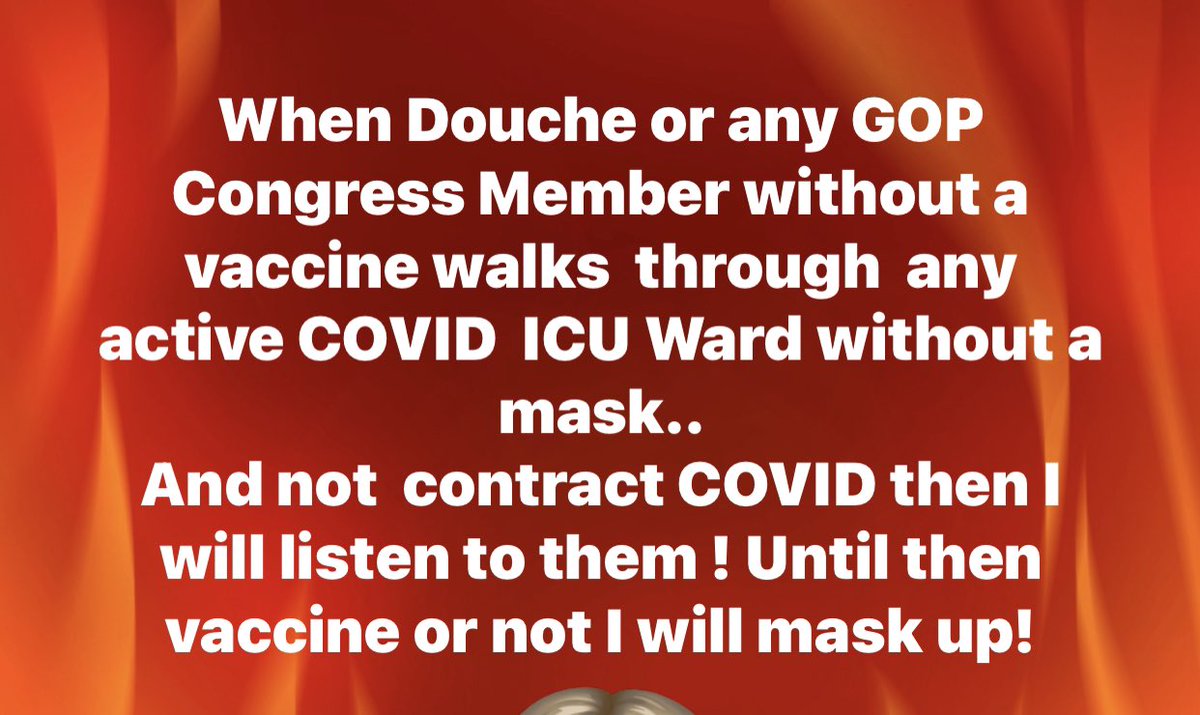 When Douche or any GOP
Congress Member without a
vaccine walks  through  any
active COVID  ICU Ward without a
mask..
And not  contract COVID then I
will listen to them ! Until then
vaccine or not I will mask up!